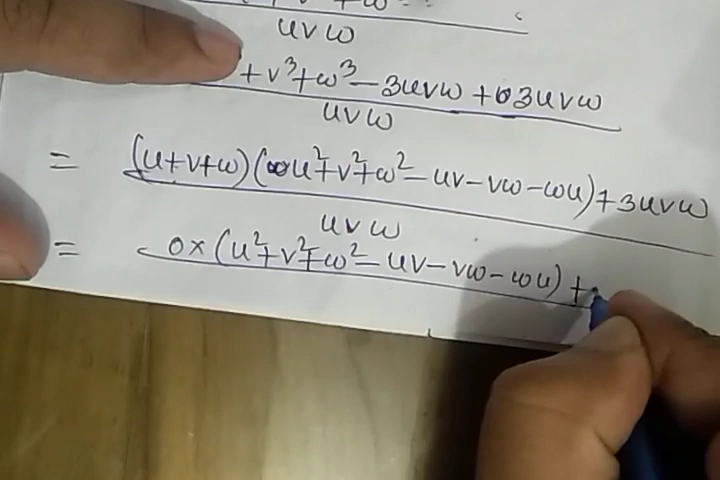 uvw
+ v³ + w³ − 3uvw + 3uvw
uvw
= (u+v+w)(u²+v²+w²−uv−vw−wu)+3uvw
uvw
= 0×(u²+v²+w²−uv−vw−wu)+